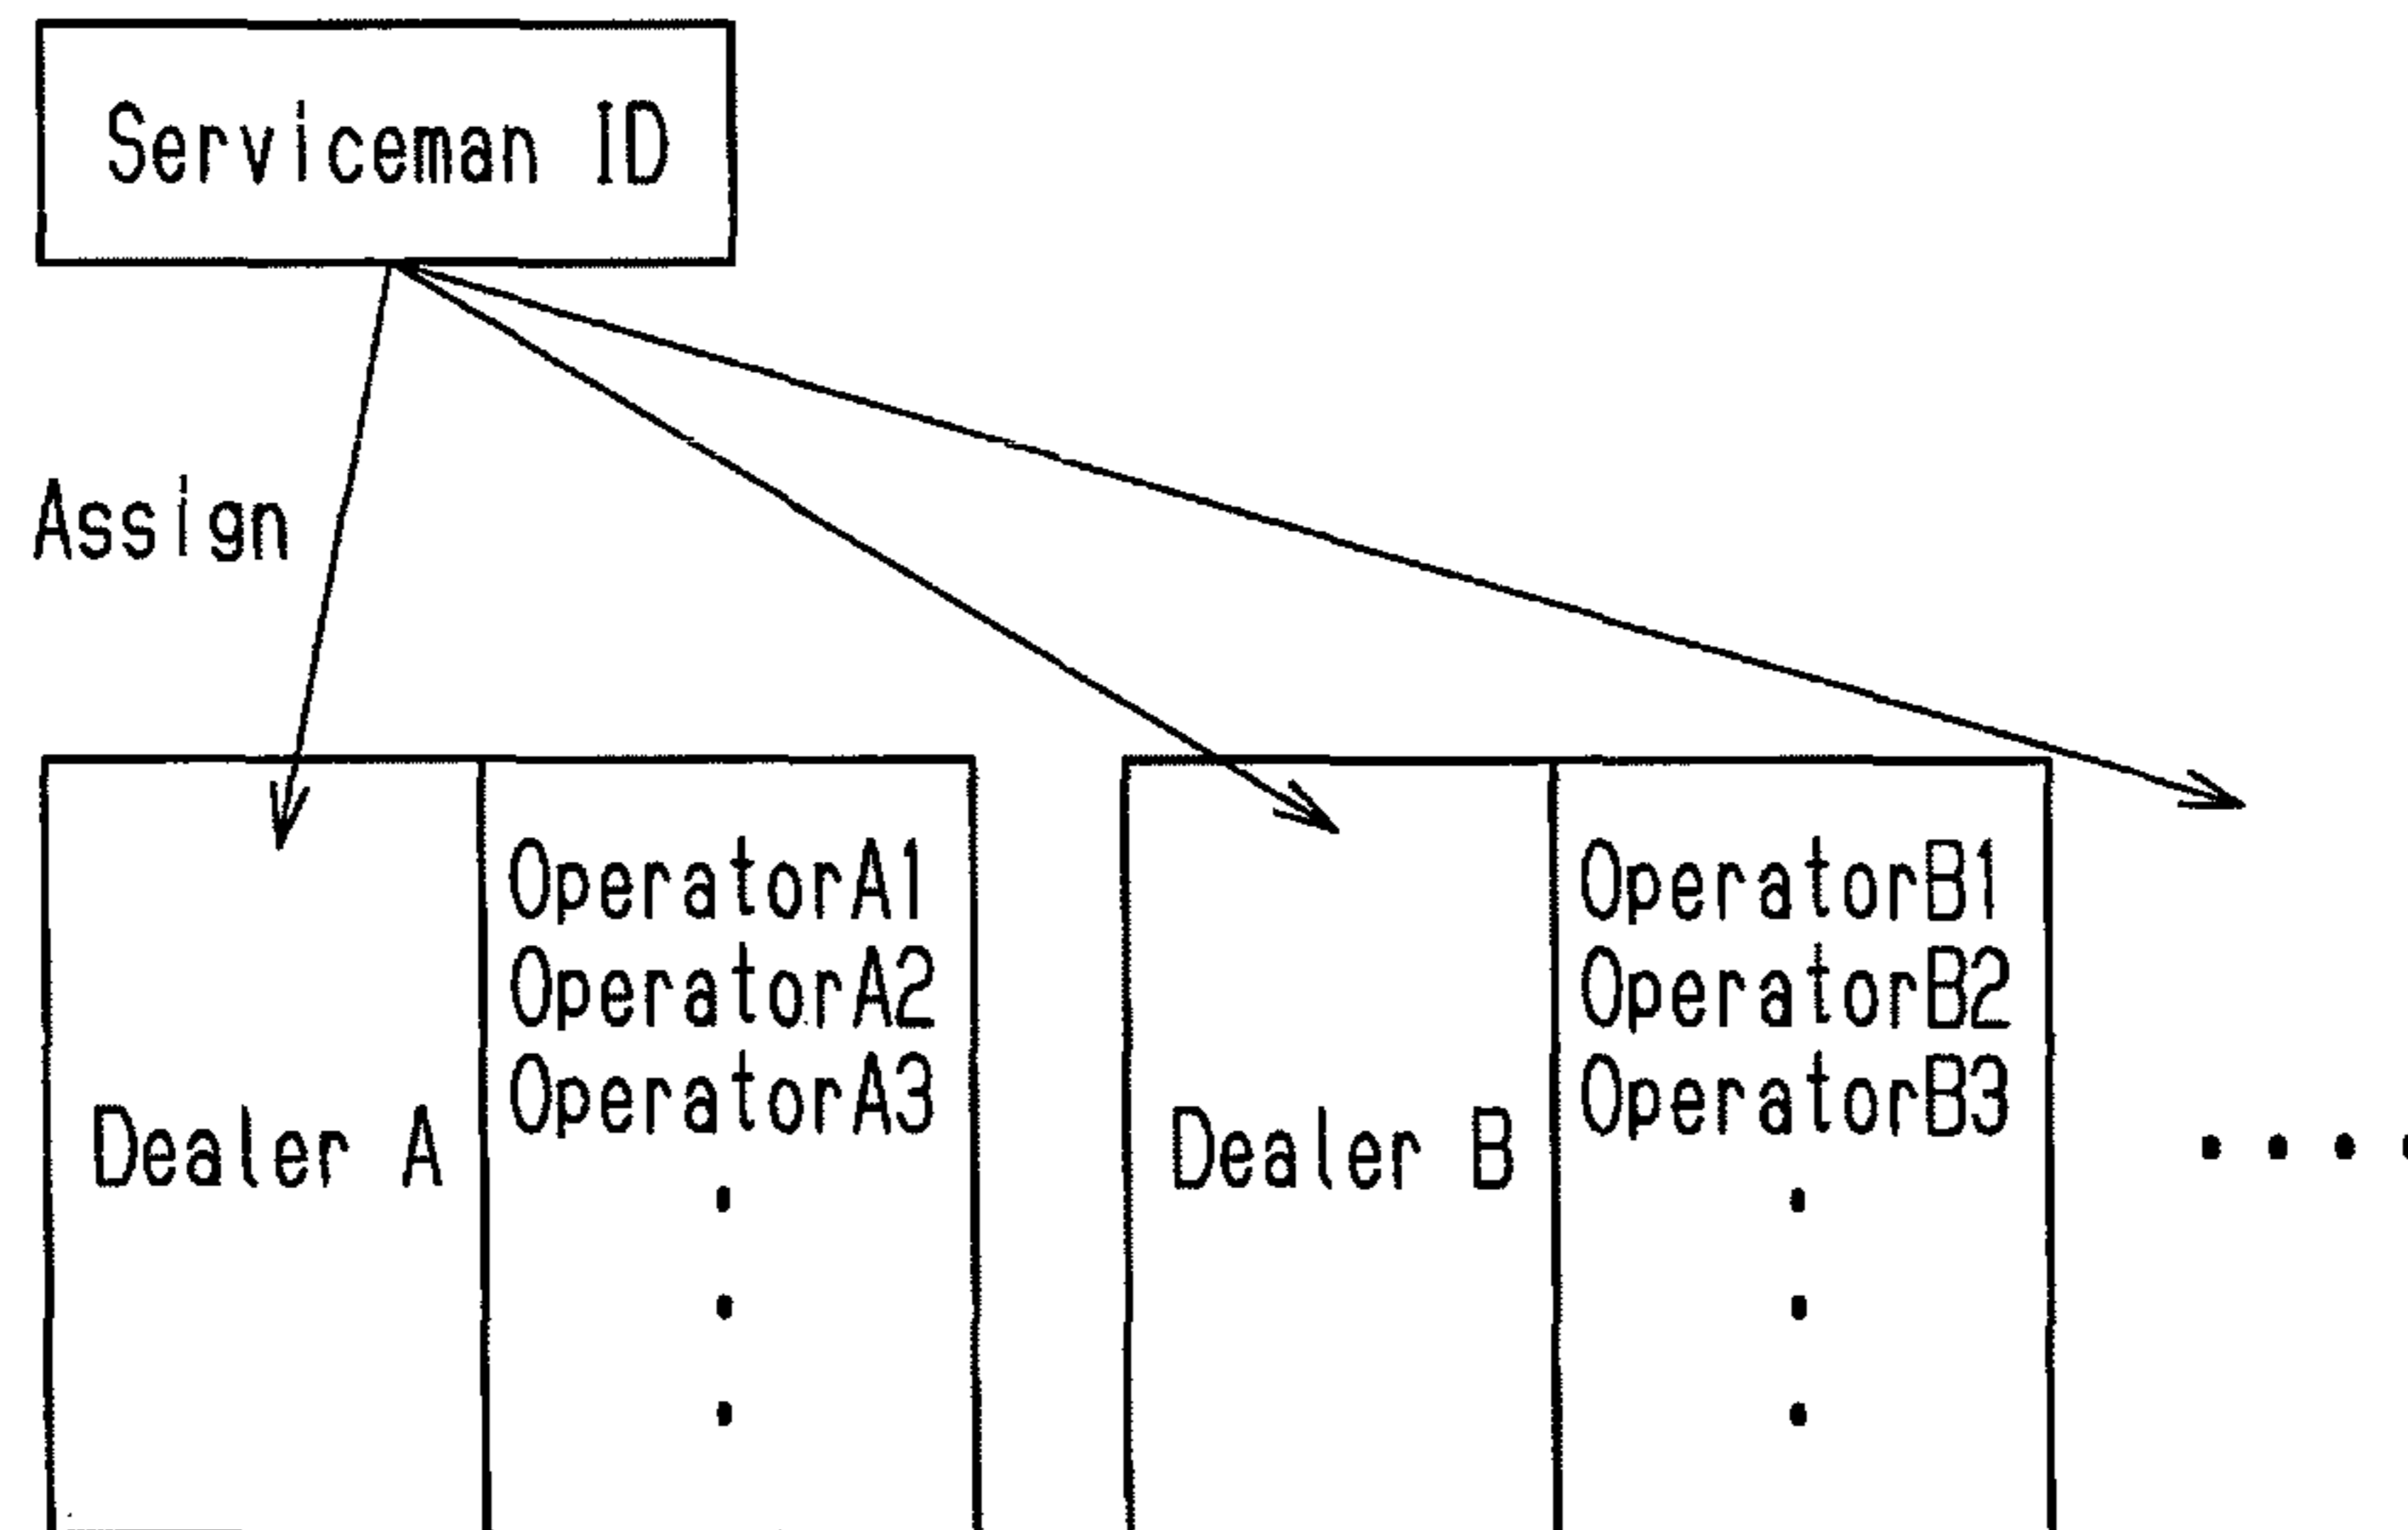 Serviceman ID
Assign
Dealer A
OperatorA1
OperatorA2
OperatorA3
Dealer B
OperatorB1
OperatorB2
OperatorB3